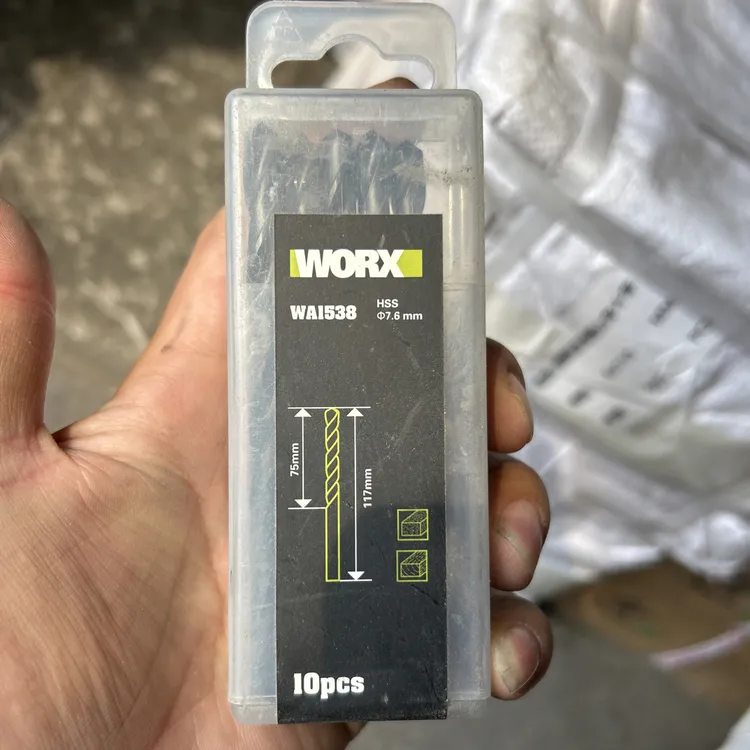 WORX
WA1538
HSS
Φ7.6 mm
75mm
117mm
10pcs